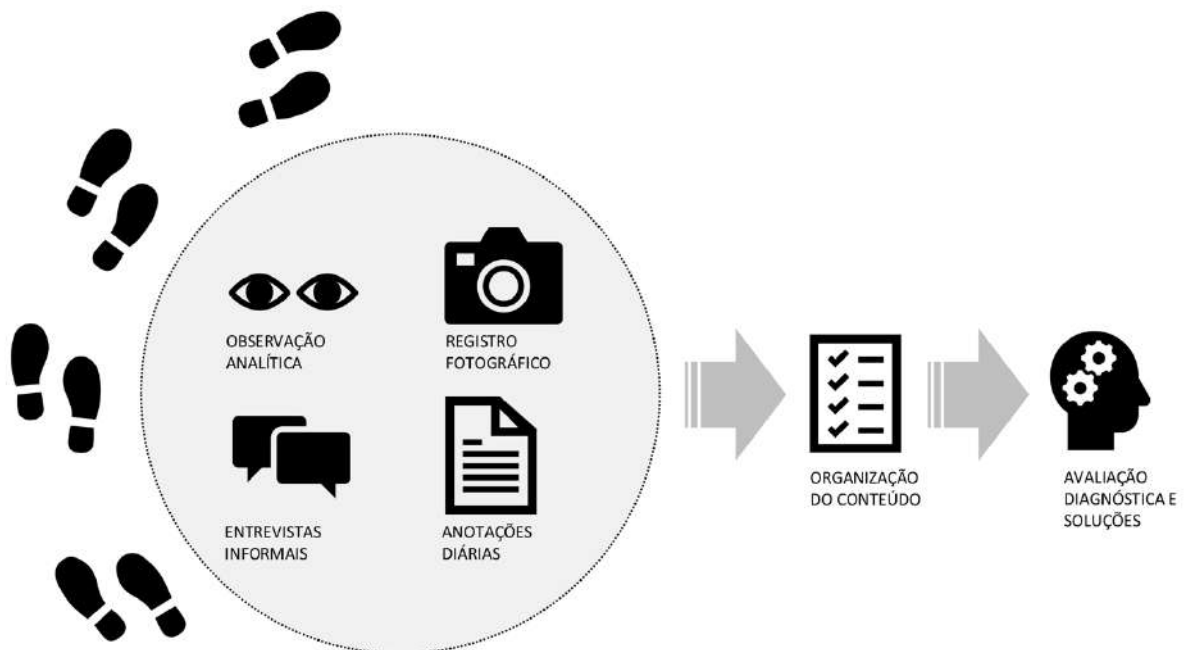 OBSERVAÇÃO
ANALÍTICA
REGISTRO
FOTOGRÁFICO
ENTREVISTAS
INFORMAIS
ANOTAÇÕES
DIÁRIAS
ORGANIZAÇÃO
DO CONTEÚDO
AVALIAÇÃO
DIAGNÓSTICA E
SOLUÇÕES